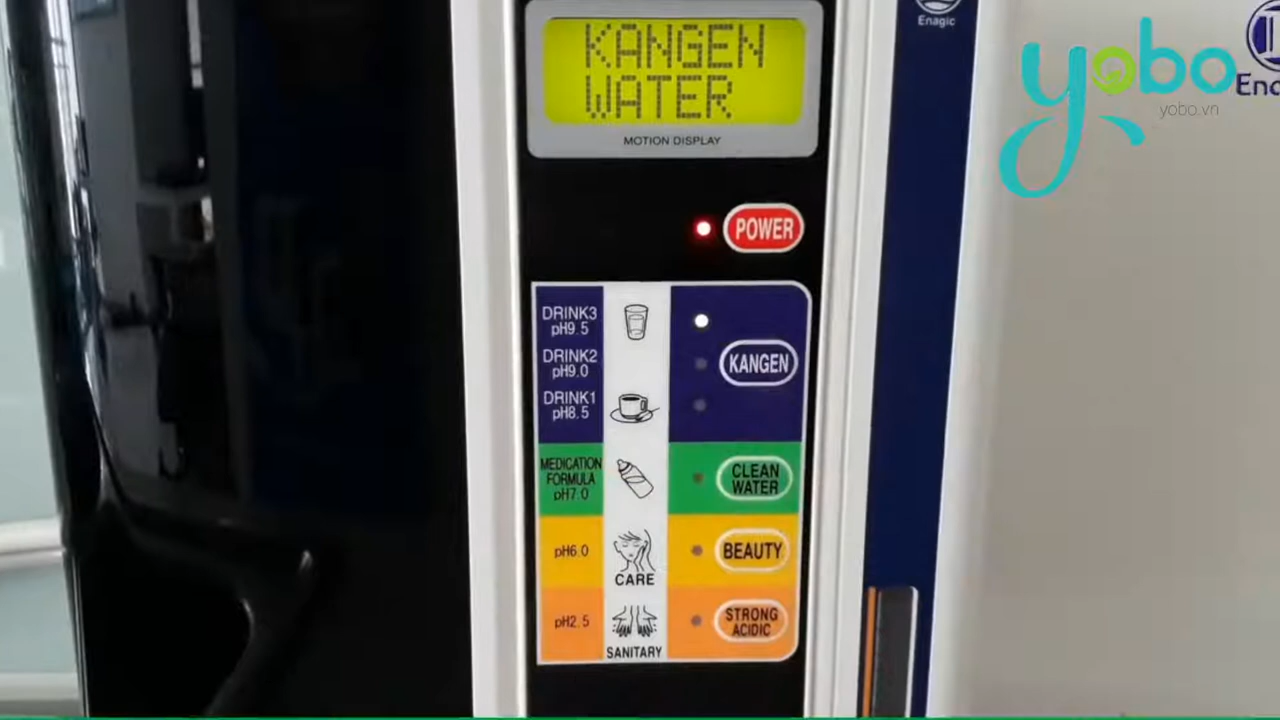 KANGEN
WATER
MOTION DISPLAY
Enagic
yobo
yobo.vn
POWER
DRINK3
pH9.5
DRINK2
pH9.0
KANGEN
DRINK1
pH8.5
MEDICATION
FORMULA
pH7.0
CLEAN
WATER
pH6.0
CARE
BEAUTY
pH2.5
SANITARY
STRONG
ACIDIC